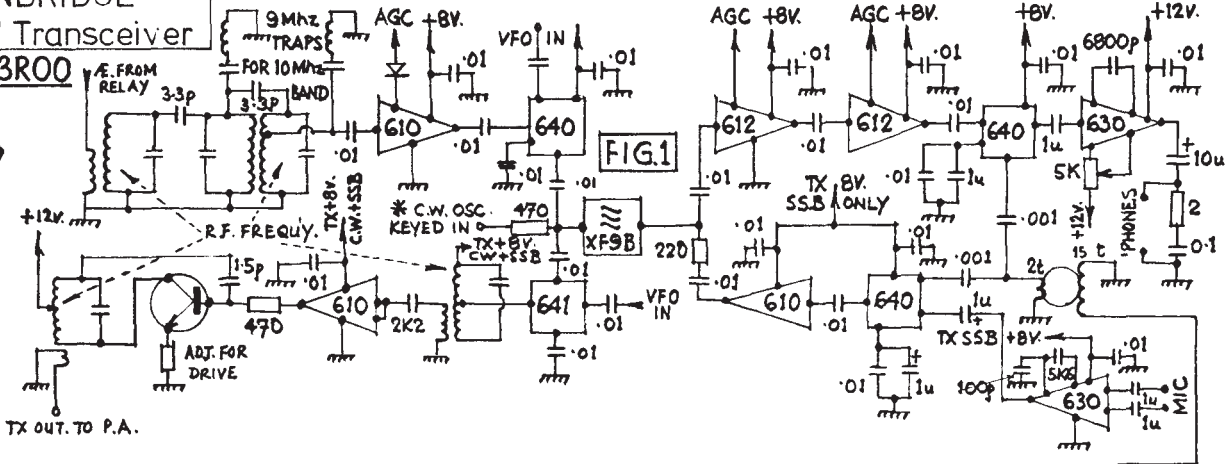 NBRIDGE
Transceiver
3ROO
Æ. FROM
RELAY
3·3p
9Mhz
TRAPS
FOR 10Mhz
BAND
3·3p
·01
AGC
+8V.
·01
610
·01
VFO IN
·01
640
·01
·01
FIG.1
AGC
+8V.
·01
612
·01
AGC
+8V.
·01
612
·01
+8V.
·01
640
·01
1u
1u
6800p
+12V.
·01
630
5K
+12V.
+
10u
'PHONES
2
0·1
+12V.
R.F. FREQU'Y.
TX+8V.
C.W.+SSB
* C.W. OSC.
KEYED IN
470
XF9B
220
·01
TX 8V.
SSB ONLY
·01
·01
·001
·001
2t
15 t
1·5p
·01
470
610
2K2
TX+8V.
CW+SSB
·01
641
·01
VFO
IN
·01
·01
610
·01
640
1u
+
TX SSB
·01
+
1u
+8V.
·01
100p
5K6
630
1u
1u
MIC
ADJ. FOR
DRIVE
TX OUT. TO P.A.